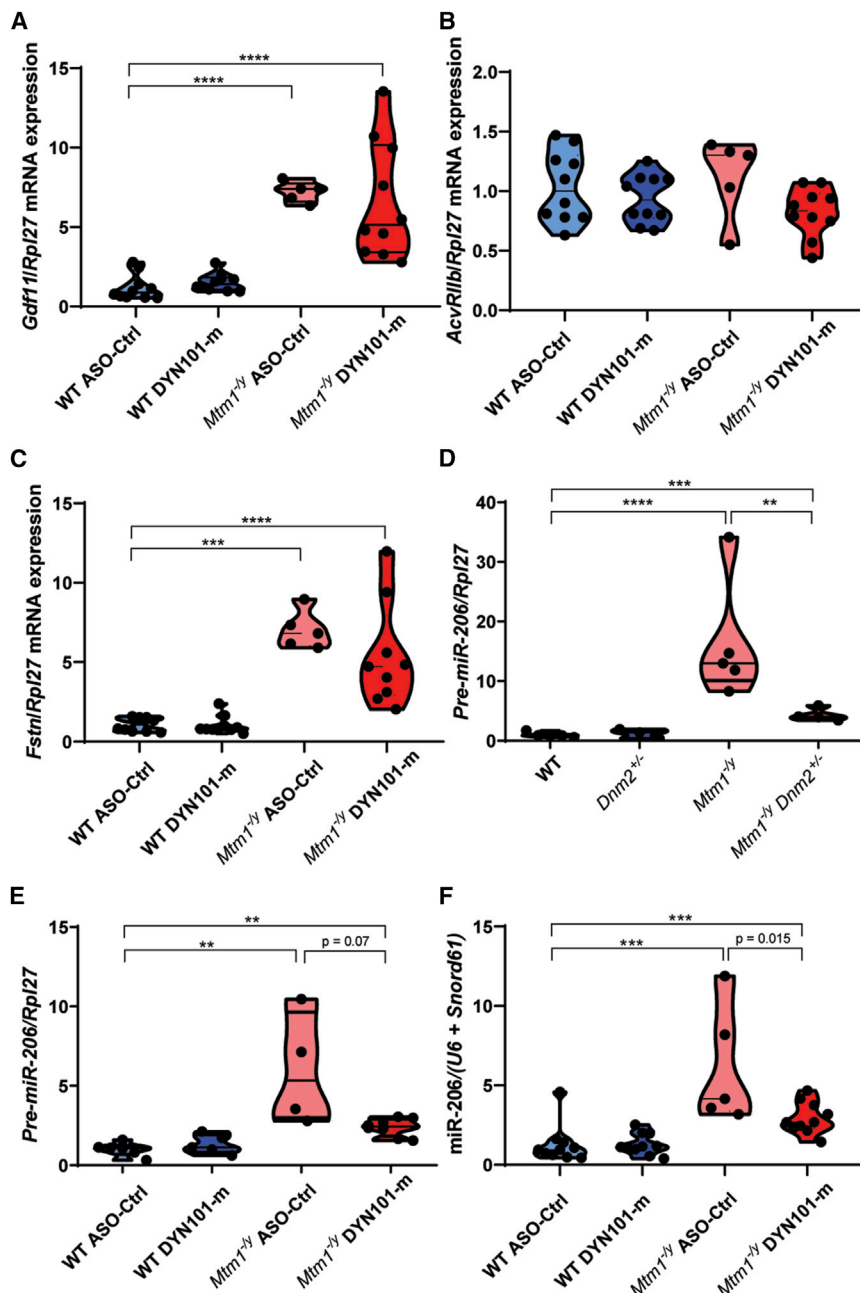 A
Gdf11/Rpl27 mRNA expression
15
10
5
0
****
****
WT ASO-Ctrl
WT DYN101-m
Mtm1-/y ASO-Ctrl
Mtm1-/y DYN101-m
B
AcvRIIb/Rpl27 mRNA expression
2.0
1.5
1.0
0.5
0.0
WT ASO-Ctrl
WT DYN101-m
Mtm1-/y ASO-Ctrl
Mtm1-/y DYN101-m
C
Fstn/Rpl27 mRNA expression
15
10
5
0
****
***
WT ASO-Ctrl
WT DYN101-m
Mtm1-/y ASO-Ctrl
Mtm1-/y DYN101-m
D
Pre-miR-206/Rpl27
40
30
20
10
0
***
****
**
WT
Dnm2+/-
Mtm1-/y
Mtm1-/y Dnm2+/-
E
Pre-miR-206/Rpl27
15
10
5
0
**
**
p = 0.07
WT ASO-Ctrl
WT DYN101-m
Mtm1-/y ASO-Ctrl
Mtm1-/y DYN101-m
F
miR-206/(U6 + Snord61)
15
10
5
0
***
***
p = 0.015
WT ASO-Ctrl
WT DYN101-m
Mtm1-/y ASO-Ctrl
Mtm1-/y DYN101-m